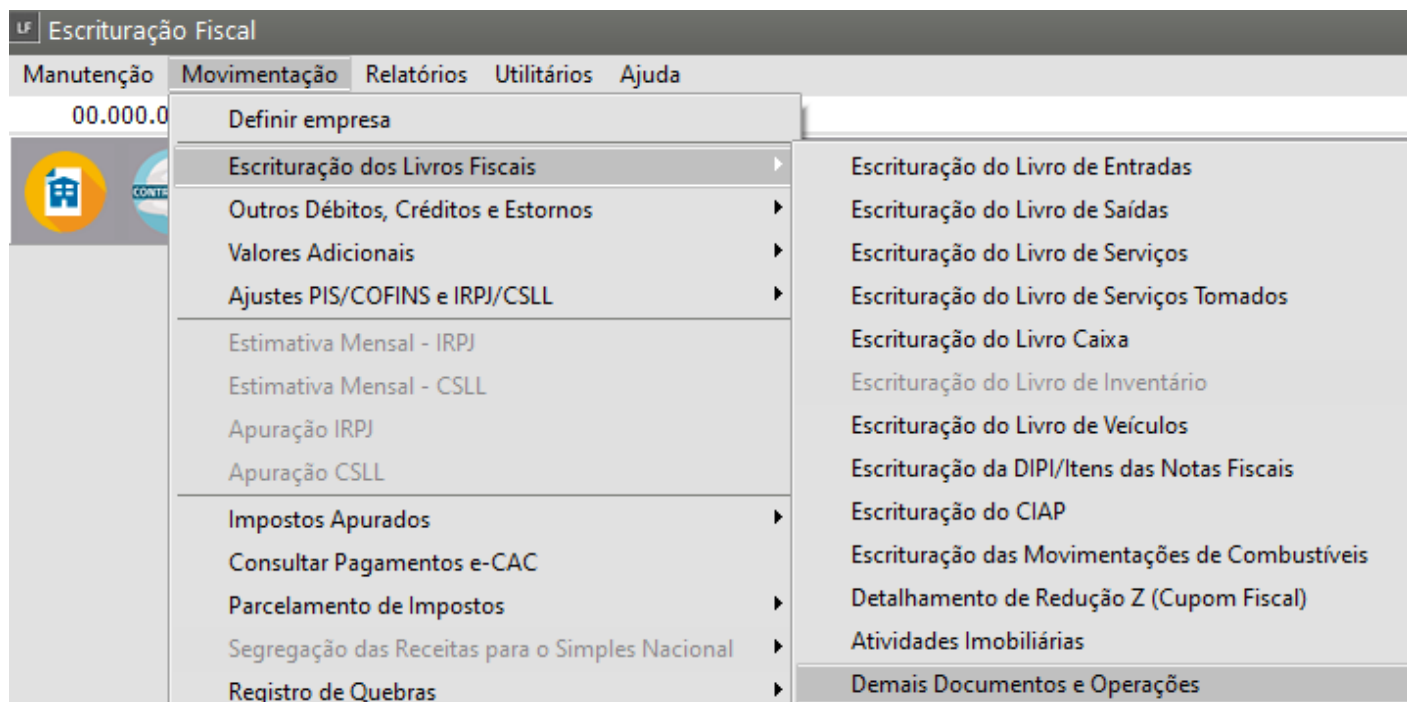 LF Escrituração Fiscal
Manutenção Movimentação Relatórios Utilitários Ajuda
00.000.0
Definir empresa
Escrituração dos Livros Fiscais
Outros Débitos, Créditos e Estornos
Valores Adicionais
Ajustes PIS/COFINS e IRPJ/CSLL
Estimativa Mensal - IRPJ
Estimativa Mensal - CSLL
Apuração IRPJ
Apuração CSLL
Impostos Apurados
Consultar Pagamentos e-CAC
Parcelamento de Impostos
Segregação das Receitas para o Simples Nacional
Registro de Quebras
Escrituração do Livro de Entradas
Escrituração do Livro de Saídas
Escrituração do Livro de Serviços
Escrituração do Livro de Serviços Tomados
Escrituração do Livro Caixa
Escrituração do Livro de Inventário
Escrituração do Livro de Veículos
Escrituração da DIPI/Itens das Notas Fiscais
Escrituração do CIAP
Escrituração das Movimentações de Combustíveis
Detalhamento de Redução Z (Cupom Fiscal)
Atividades Imobiliárias
Demais Documentos e Operações